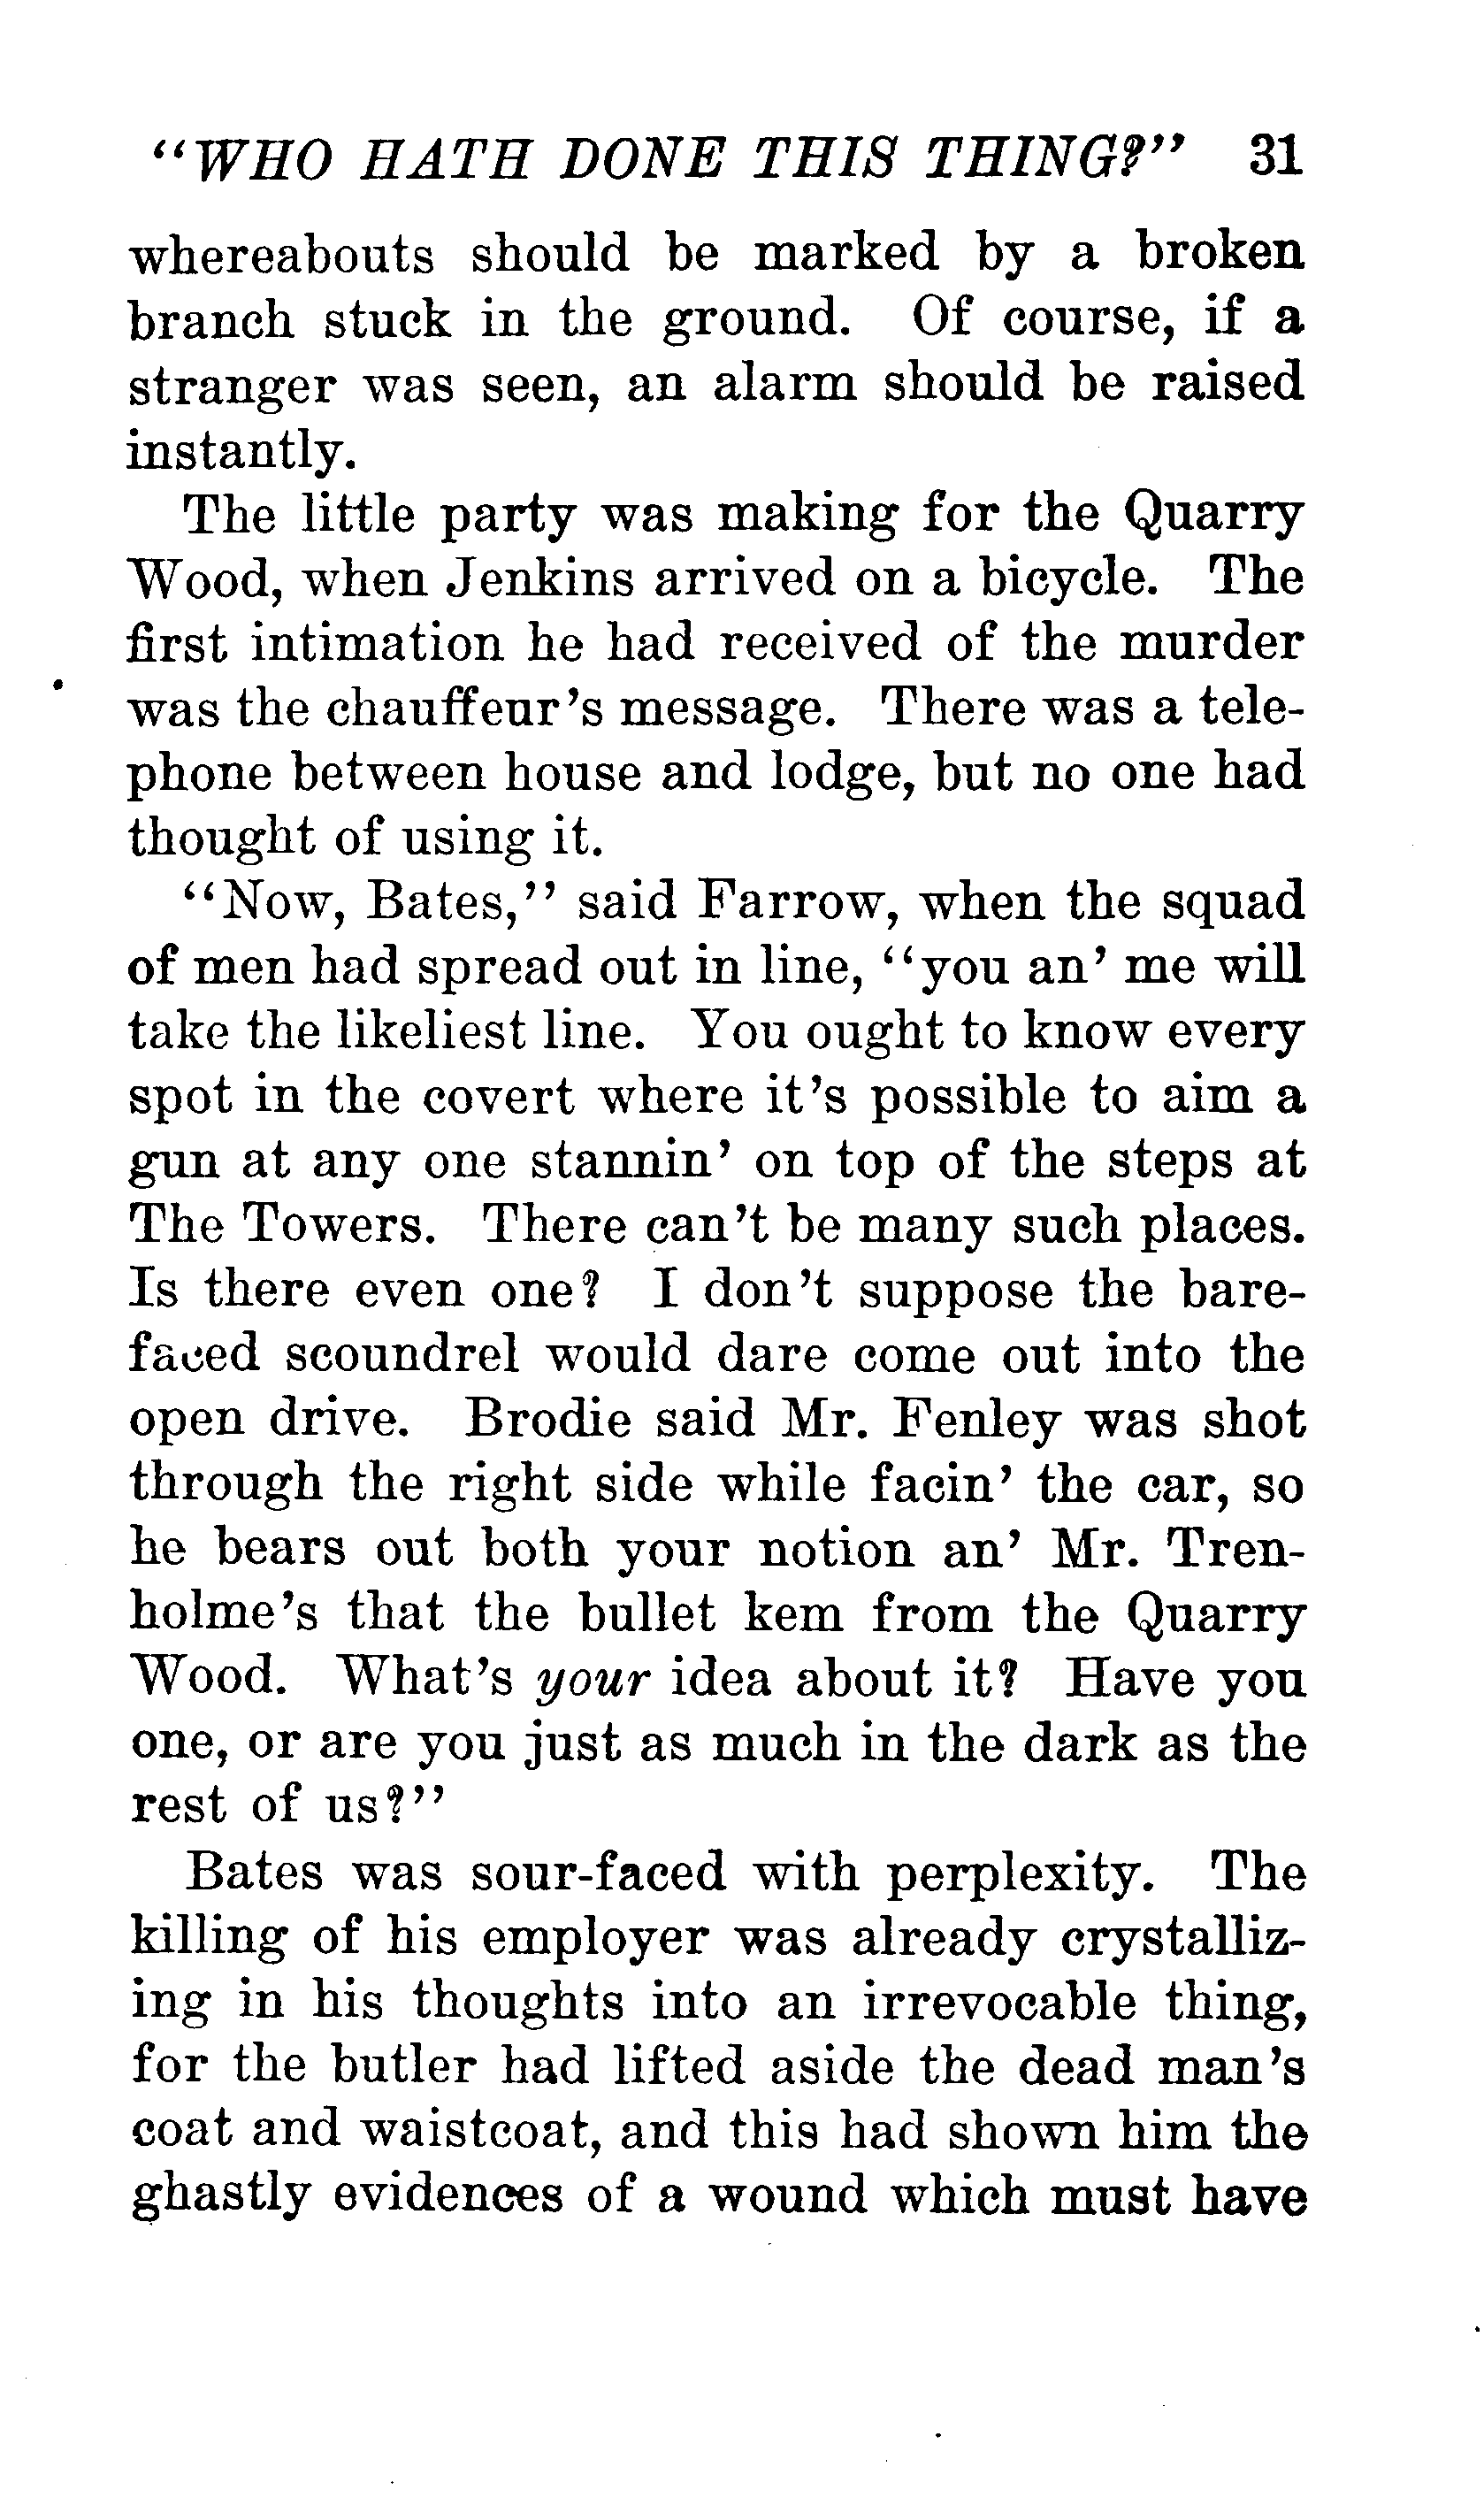 "WHO HATH DONE THIS THING?" 31
whereabouts should be marked by a broken
branch stuck in the ground. Of course, if a
stranger was seen, an alarm should be raised
instantly.
The little party was making for the Quarry
Wood, when Jenkins arrived on a bicycle. The
first intimation he had received of the murder
was the chauffeur's message. There was a tele-
phone between house and lodge, but no one had
thought of using it.
"Now, Bates," said Farrow, when the squad
of men had spread out in line, "you an' me will
take the likeliest line. You ought to know every
spot in the covert where it's possible to aim a
gun at any one stannin' on top of the steps at
The Towers. There can't be many such places.
Is there even one? I don't suppose the bare-
faced scoundrel would dare come out into the
open drive. Brodie said Mr. Fenley was shot
through the right side while facin' the car, so
he bears out both your notion an' Mr. Tren-
holme's that the bullet kem from the Quarry
Wood. What's your idea about it? Have you
one, or are you just as much in the dark as the
rest of us?"
Bates was sour-faced with perplexity. The
killing of his employer was already crystalliz-
ing in his thoughts into an irrevocable thing,
for the butler had lifted aside the dead man's
coat and waistcoat, and this had shown him the
ghastly evidences of a wound which must have